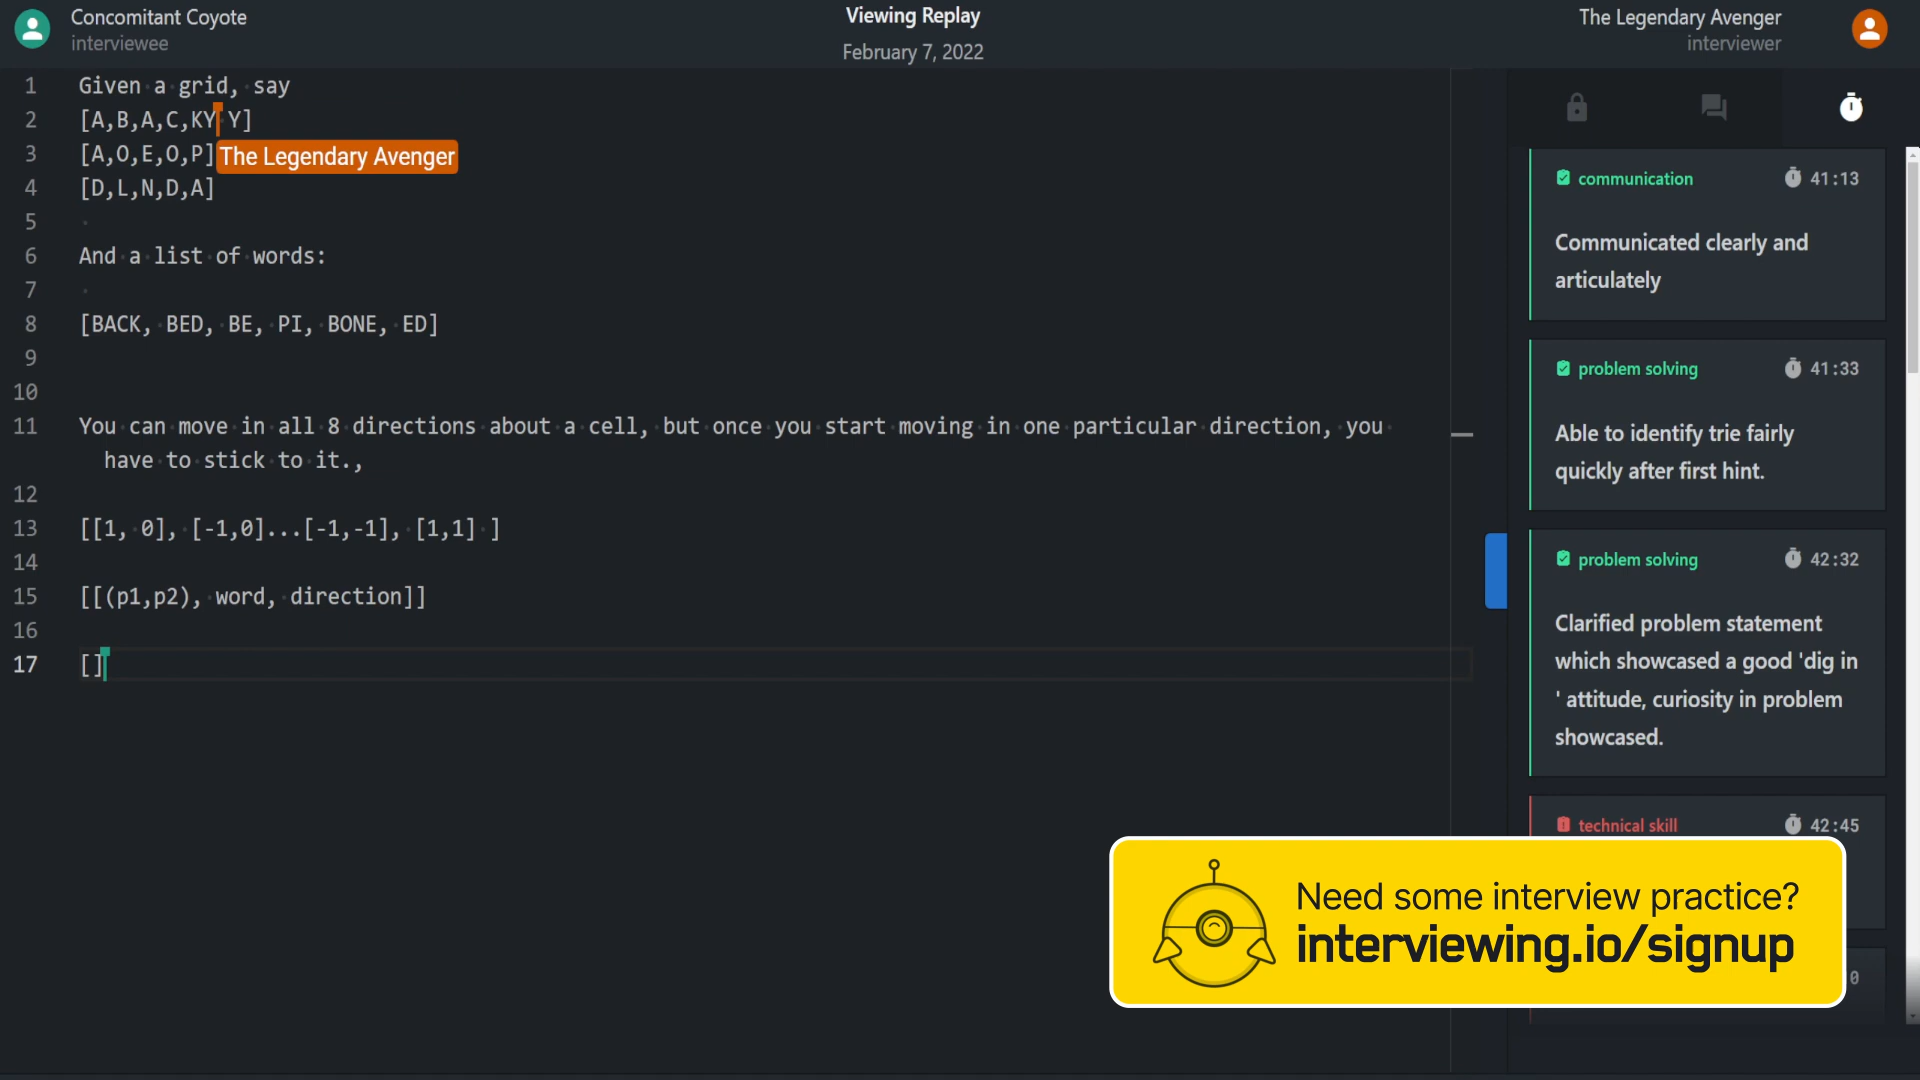 Concomitant Coyote
interviewee
Viewing Replay
February 7, 2022
The Legendary Avenger
interviewer
1 Given a grid, say
2 [A,B,A,C,KY Y]
3 [A,O,E,O,P]
The Legendary Avenger
4 [D,L,N,D,A]
5
6 And a list of words:
7
8 [BACK, BED, BE, PI, BONE, ED]
9
10
11 You can move in all 8 directions about a cell, but once you start moving in one particular direction, you
have to stick to it.,
12
13 [[1, 0], [-1,0]...[-1,-1], [1,1] ]
14
15 [[(p1,p2), word, direction]]
16
17 []
communication 41:13
Communicated clearly and
articulately
problem solving 41:33
Able to identify trie fairly
quickly after first hint.
problem solving 42:32
Clarified problem statement
which showcased a good 'dig in
' attitude, curiosity in problem
showcased.
technical skill 42:45
Need some interview practice?
interviewing.io/signup